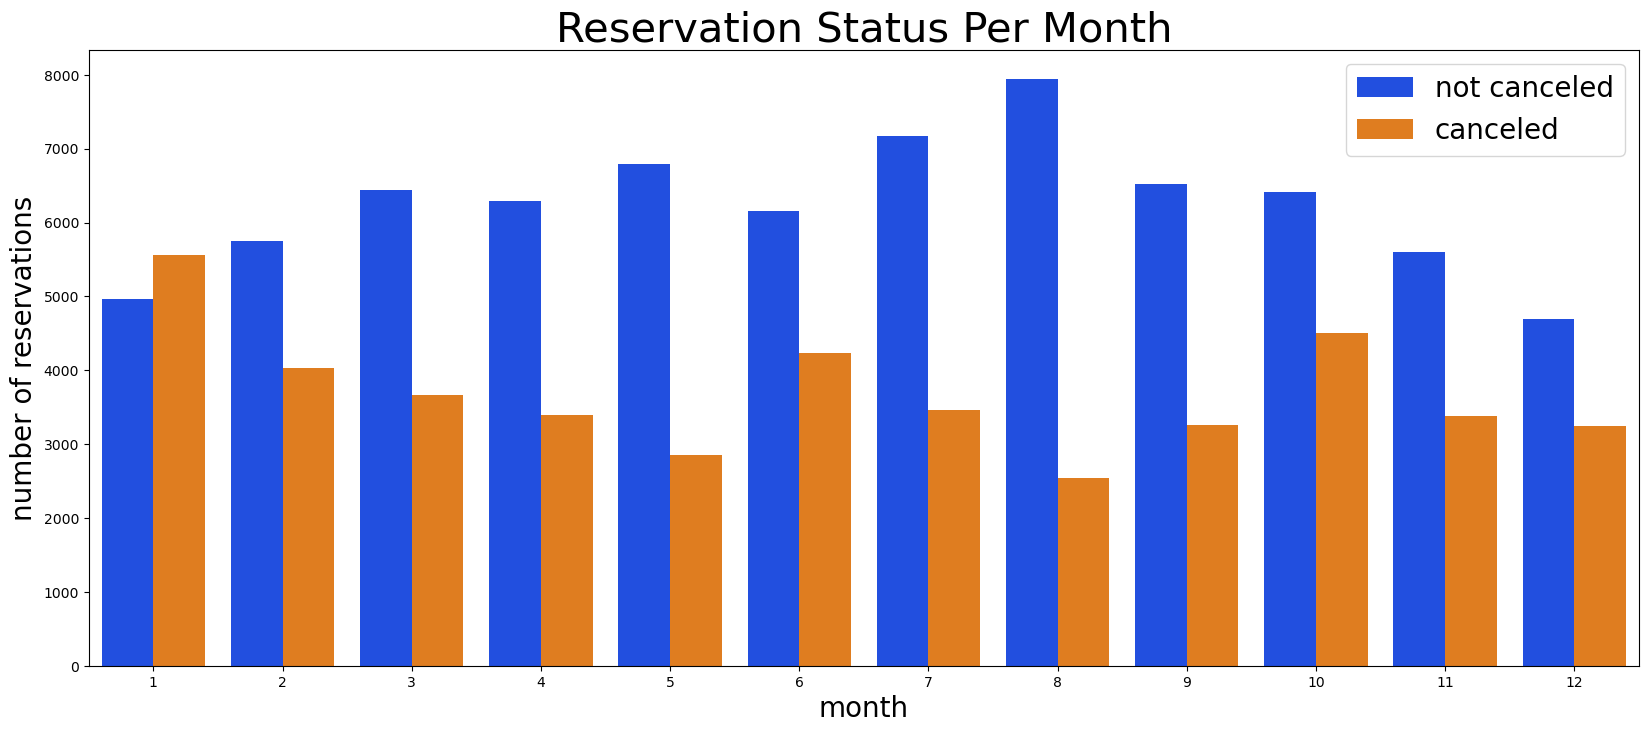 Reservation Status Per Month
not canceled
canceled
number of reservations
8000
7000
6000
5000
4000
3000
2000
1000
0
1 2 3 4 5 6 7 8 9 10 11 12
month